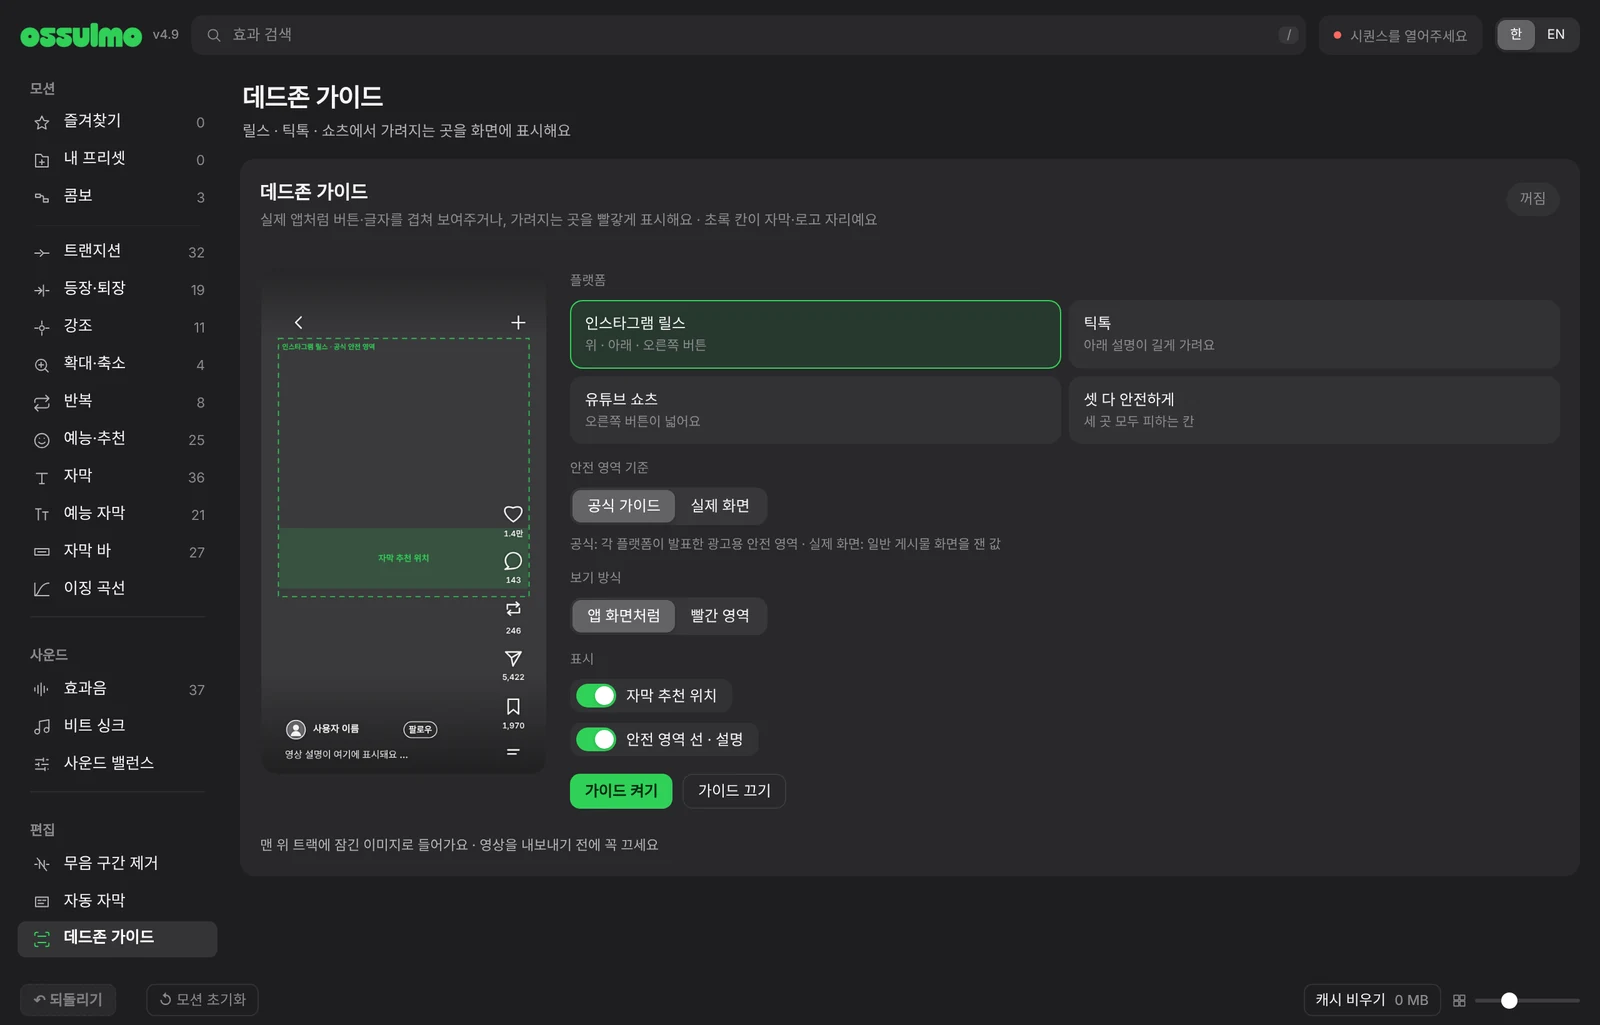 ossulmo v4.9
효과 검색
/
시퀀스를 열어주세요
한 EN
모션
즐겨찾기 0
내 프리셋 0
콤보 3
트랜지션 32
등장·퇴장 19
강조 11
확대·축소 4
반복 8
예능·추천 25
자막 36
예능 자막 21
자막 바 27
이징 곡선
사운드
효과음 37
비트 싱크
사운드 밸런스
편집
무음 구간 제거
자동 자막
데드존 가이드
되돌리기
모션 초기화
데드존 가이드
릴스 · 틱톡 · 쇼츠에서 가려지는 곳을 화면에 표시해요
데드존 가이드
꺼짐
실제 앱처럼 버튼·글자를 겹쳐 보여주거나, 가려지는 곳을 빨갛게 표시해요 · 초록 칸이 자막·로고 자리예요
인스타그램 릴스 · 공식 안전 영역
자막 추천 위치
1.4만
143
246
5,422
1,970
사용자 이름
팔로우
영상 설명이 여기에 표시돼요 ...
플랫폼
인스타그램 릴스
위 · 아래 · 오른쪽 버튼
틱톡
아래 설명이 길게 가려요
유튜브 쇼츠
오른쪽 버튼이 넓어요
셋 다 안전하게
세 곳 모두 피하는 칸
안전 영역 기준
공식 가이드 실제 화면
공식: 각 플랫폼이 발표한 광고용 안전 영역 · 실제 화면: 일반 게시물 화면을 잰 값
보기 방식
앱 화면처럼 빨간 영역
표시
자막 추천 위치
안전 영역 선 · 설명
가이드 켜기 가이드 끄기
맨 위 트랙에 잠긴 이미지로 들어가요 · 영상을 내보내기 전에 꼭 끄세요
캐시 비우기 0 MB